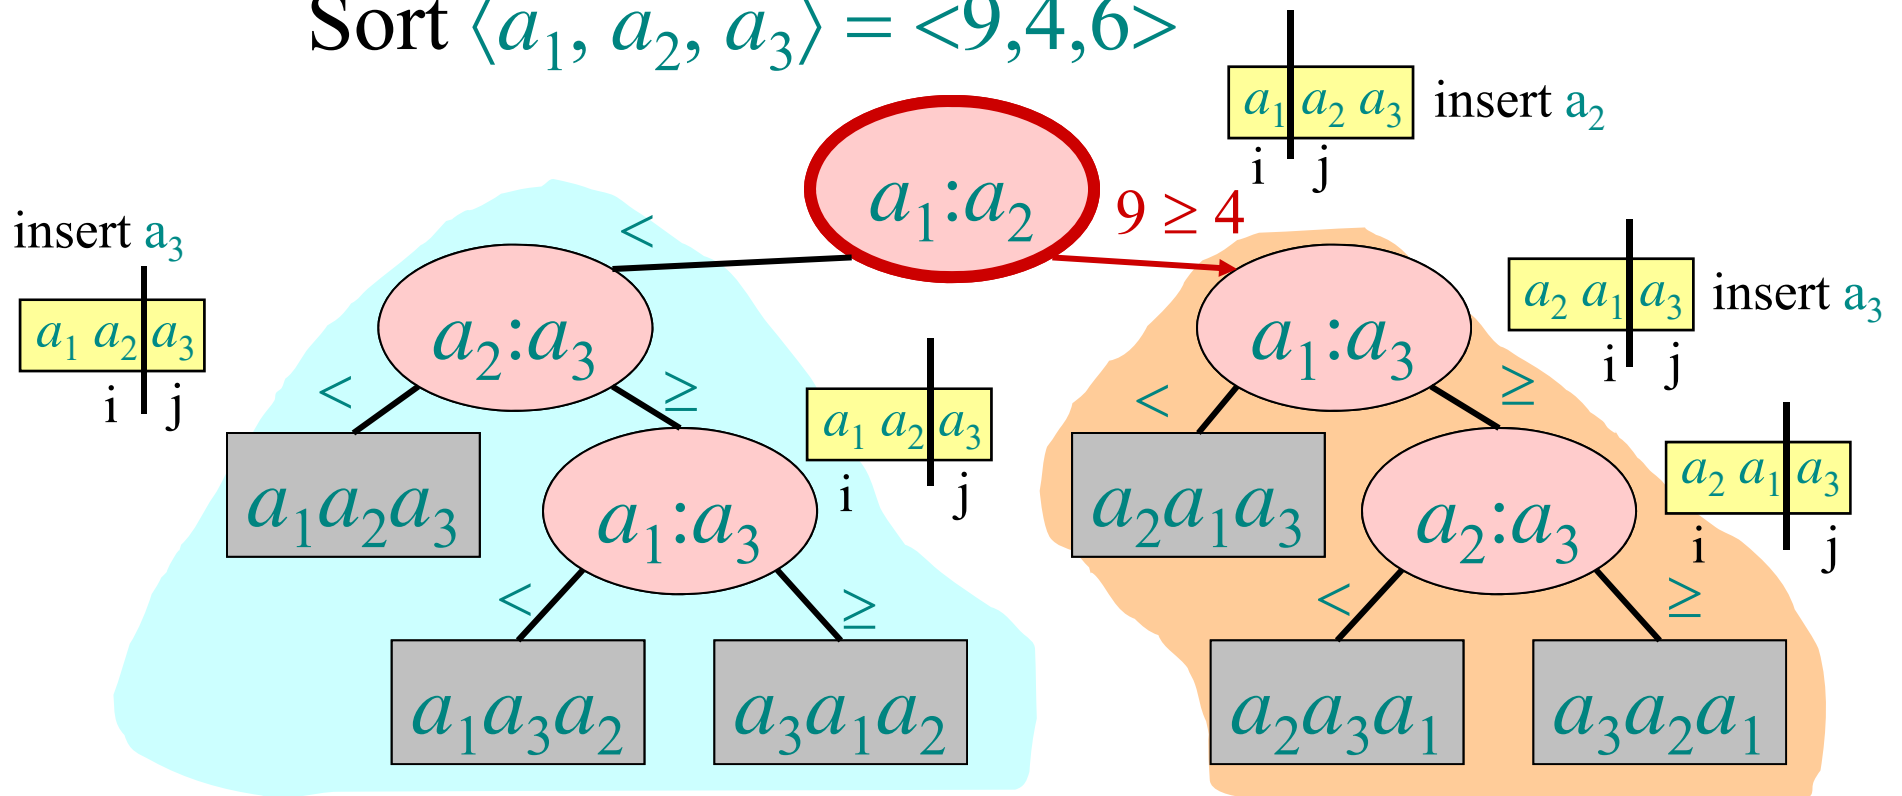 Sort ⟨a₁, a₂, a₃⟩ = <9,4,6>
a₁ a₂ a₃ insert a₂
i j
a₁:a₂
9 ≥ 4
<
insert a₃
a₁ a₂ a₃
i j
a₂:a₃
a₁:a₃
a₂ a₁ a₃ insert a₃
i j
< ≥
a₁ a₂ a₃
i j
< ≥
a₂ a₁ a₃
i j
a₁a₂a₃
a₁:a₃
a₂a₁a₃
a₂:a₃
< ≥
< ≥
a₁a₃a₂
a₃a₁a₂
a₂a₃a₁
a₃a₂a₁